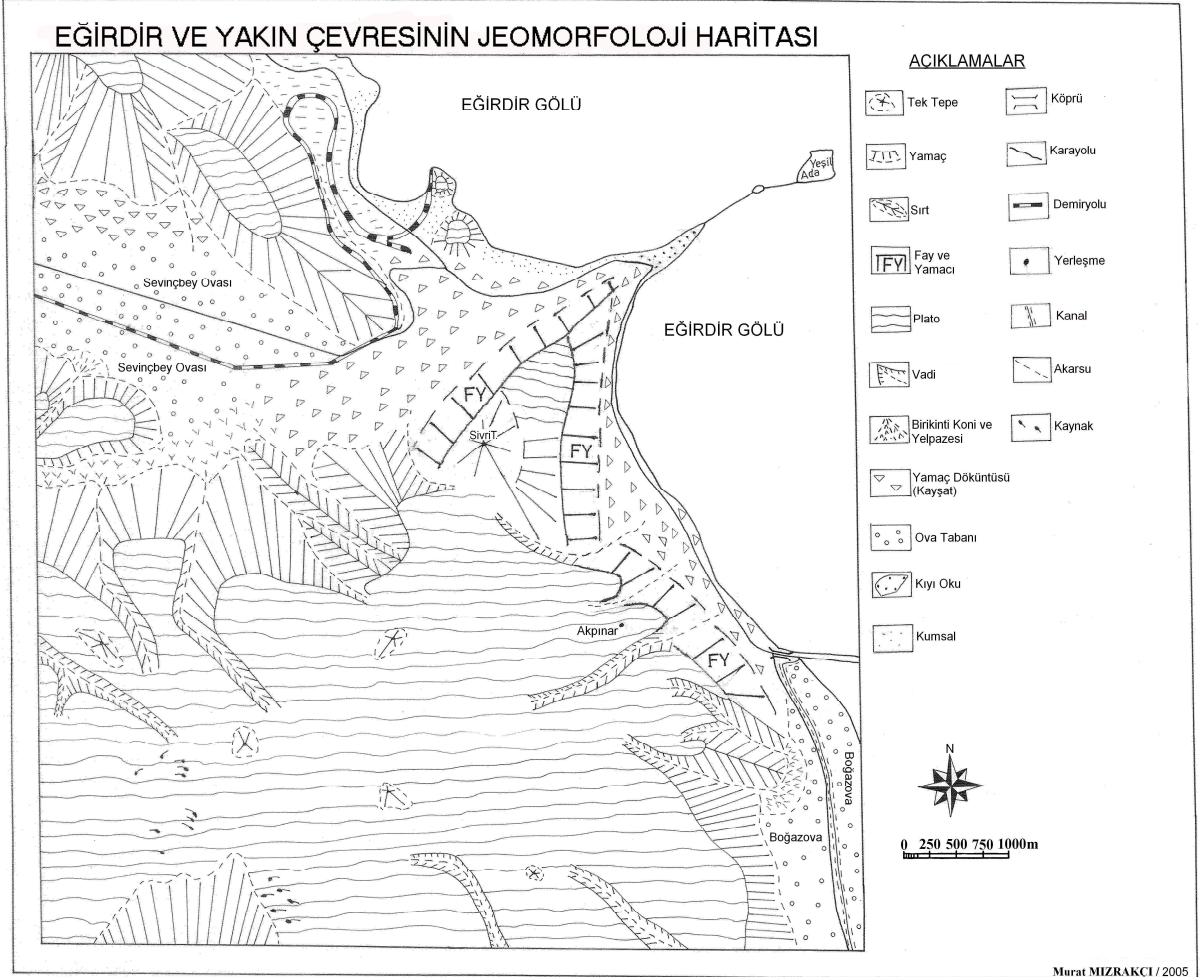 EĞİRDİR VE YAKIN ÇEVRESİNİN JEOMORFOLOJİ HARİTASI
EĞİRDİR GÖLÜ
Yeşil
Ada
Sevinçbey Ovası
EĞİRDİR GÖLÜ
Sevinçbey Ovası
FY
SivriT.
FY
Akpınar
FY
Boğazova
Boğazova
AÇIKLAMALAR
Tek Tepe
Yamaç
Sırt
FY
Fay ve
Yamacı
Plato
Vadi
Birikinti Koni ve
Yelpazesi
Yamaç Döküntüsü
(Kayşat)
Ova Tabanı
Kıyı Oku
Kumsal
Köprü
Karayolu
Demiryolu
Yerleşme
Kanal
Akarsu
Kaynak
N
0 250 500 750 1000m
Murat MIZRAKÇI / 2005